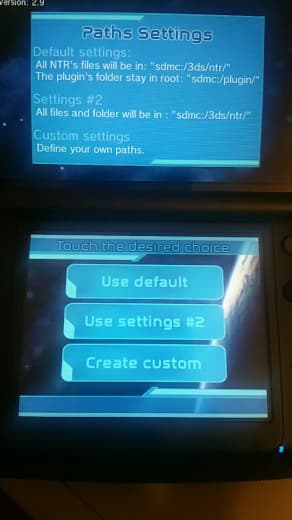 version: 2.9
Paths Settings
Default settings:
All NTR's files will be in: "sdmc:/3ds/ntr/"
The plugin's folder stay in root: "sdmc:/plugin/"
Settings #2
All files and folder will be in : "sdmc:/3ds/ntr/"
Custom settings
Define your own paths.
Touch the desired choice
Use default
Use settings #2
Create custom